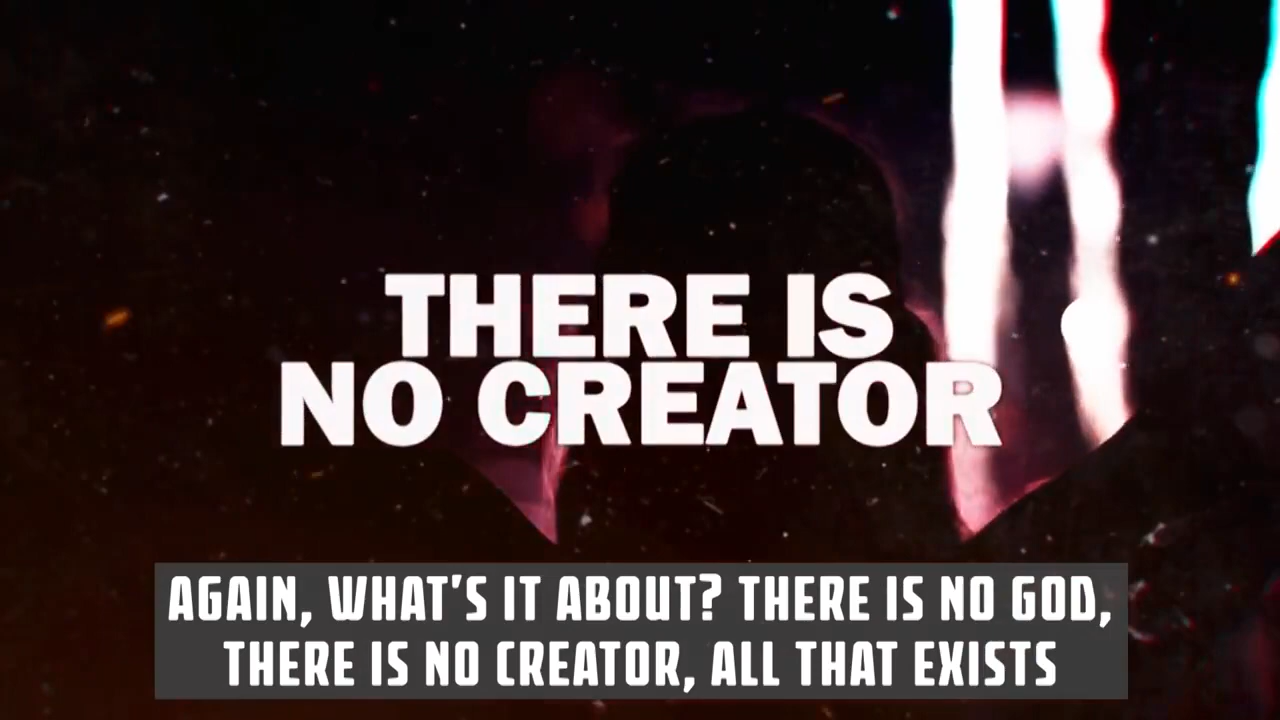 THERE IS
NO CREATOR
AGAIN, WHAT'S IT ABOUT? THERE IS NO GOD,
THERE IS NO CREATOR, ALL THAT EXISTS